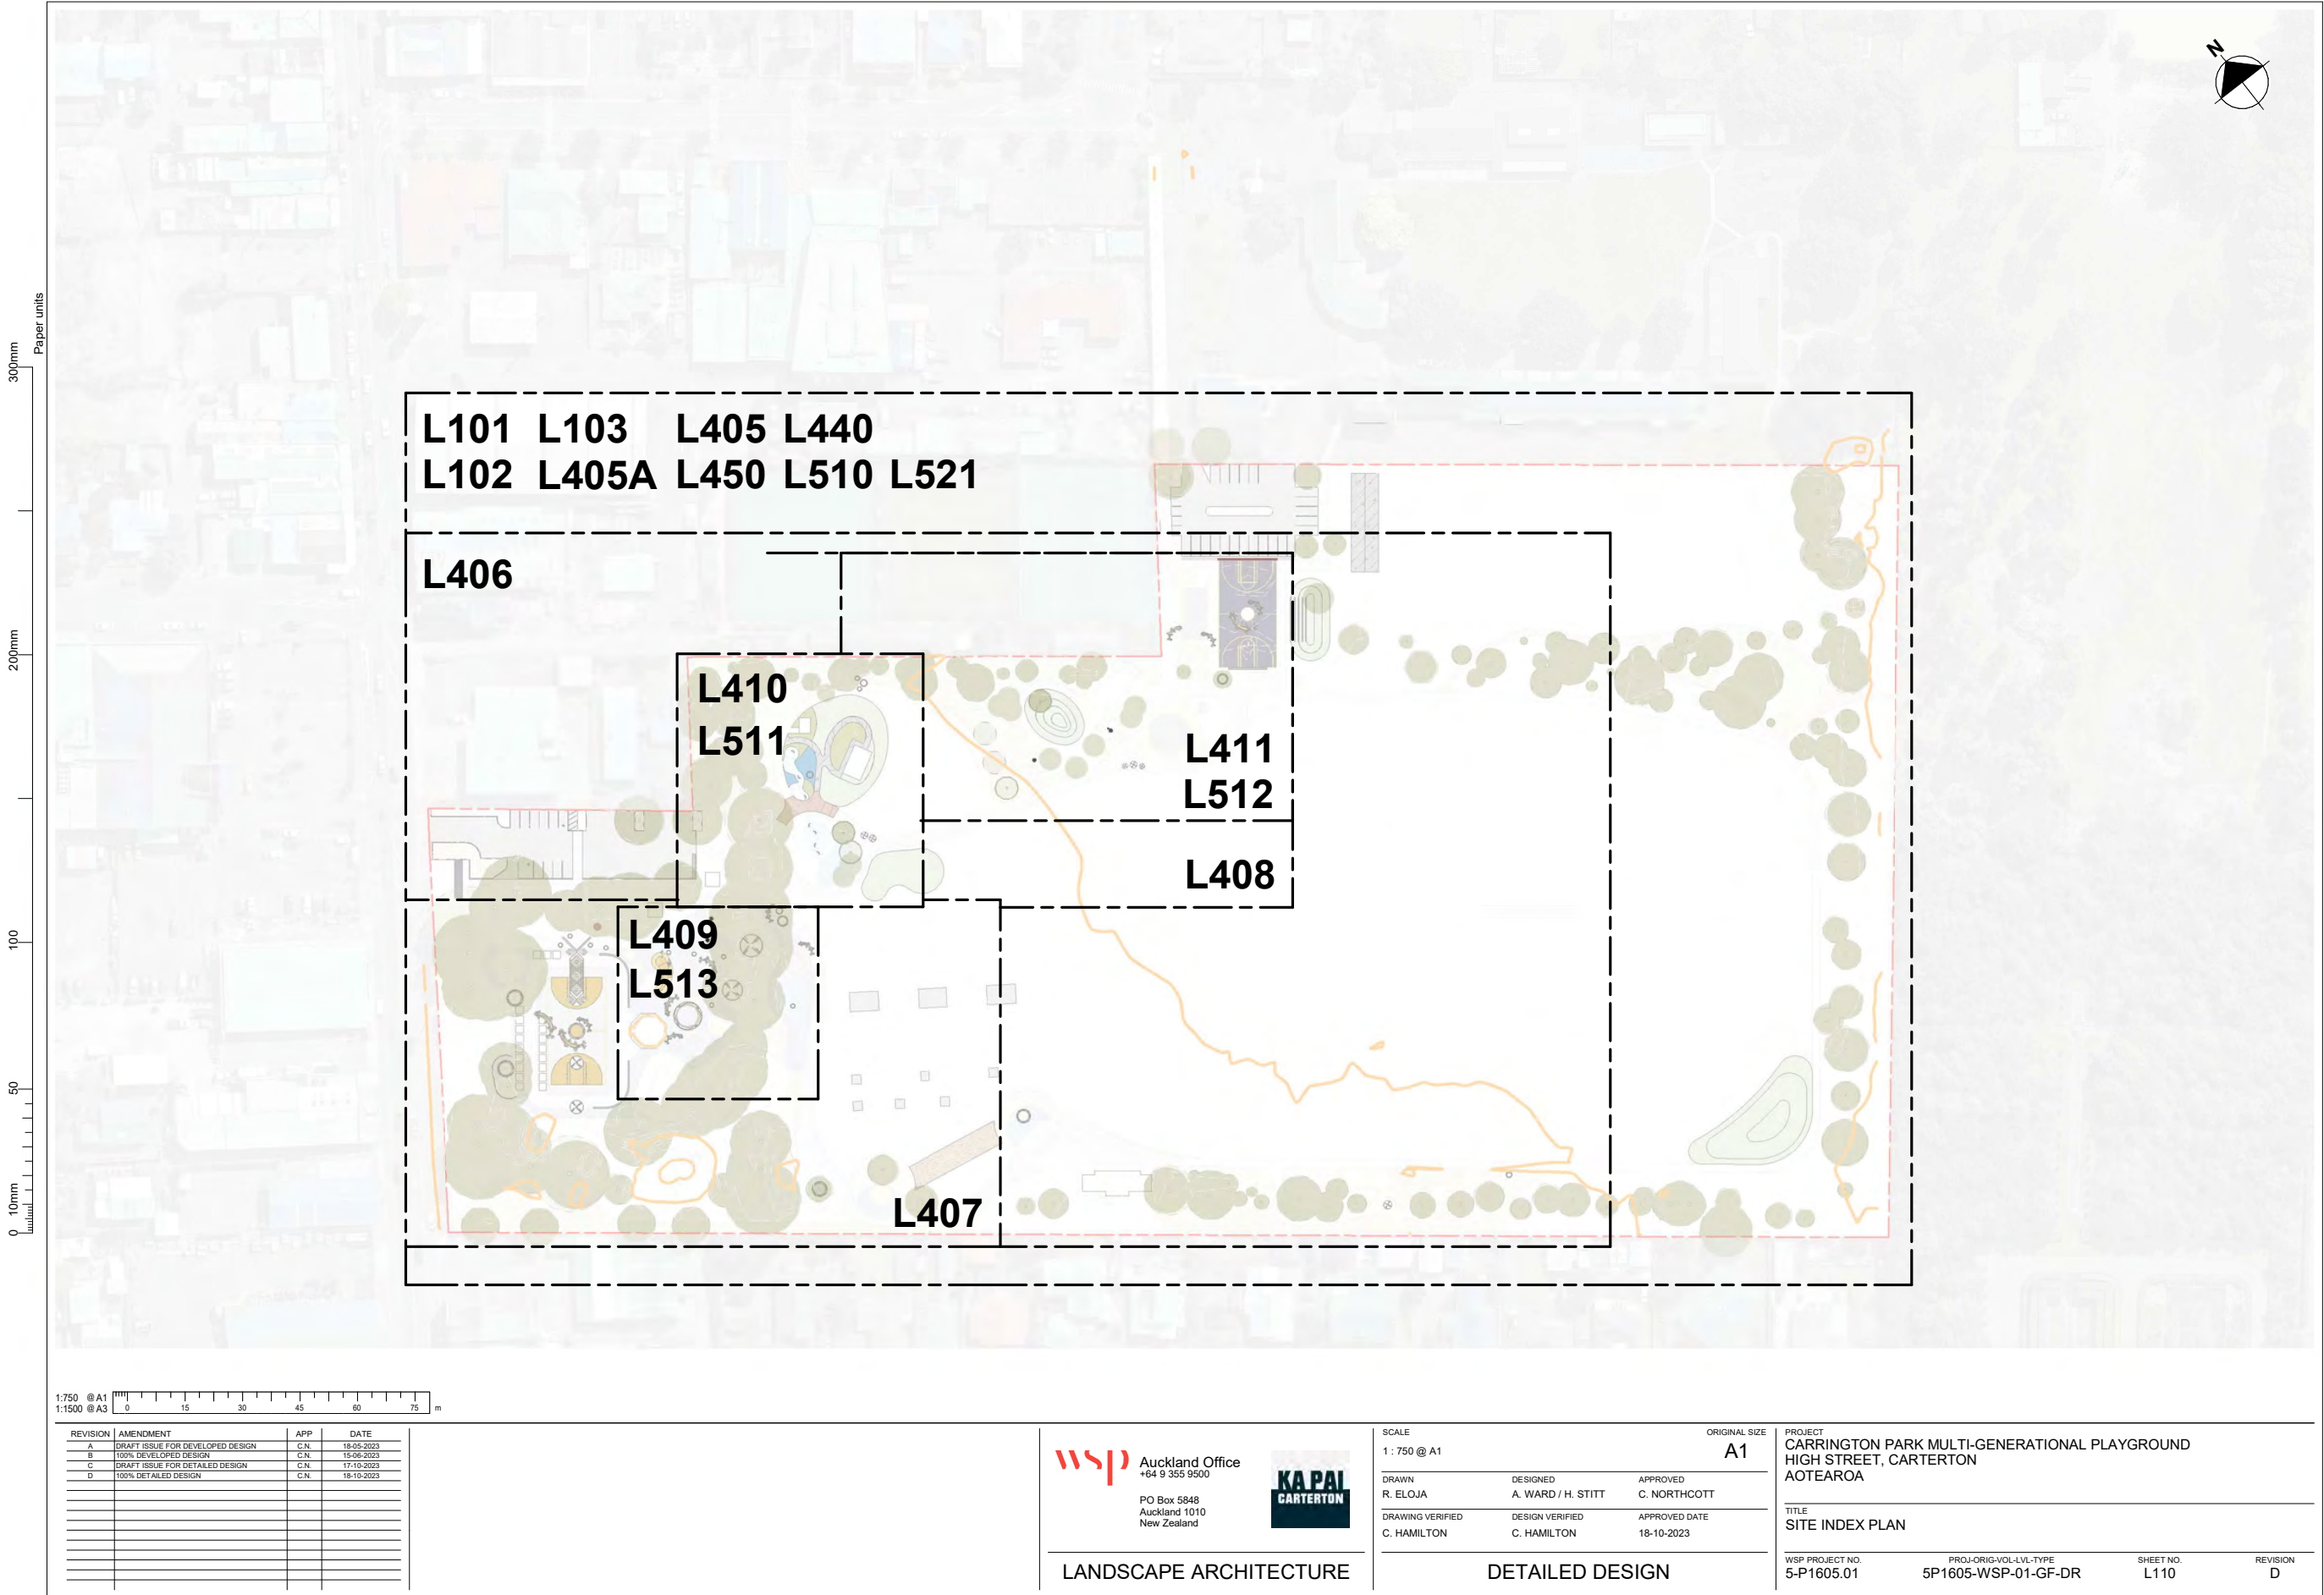 N
Paper units
300mm
200mm
100
50
10mm
0
L101 L103 L405 L440
L102 L405A L450 L510 L521
L406
L410
L511
L411
L512
L408
L409
L513
L407
1:750 @ A1
1:1500 @ A3
0 15 30 45 60 75 m
REVISION AMENDMENT APP DATE
A DRAFT ISSUE FOR DEVELOPED DESIGN C.N. 18-05-2023
B 100% DEVELOPED DESIGN C.N. 15-06-2023
C DRAFT ISSUE FOR DETAILED DESIGN C.N. 17-10-2023
D 100% DETAILED DESIGN C.N. 18-10-2023
wsp
Auckland Office
+64 9 355 9500
PO Box 5848
Auckland 1010
New Zealand
KA PAI
CARTERTON
LANDSCAPE ARCHITECTURE
SCALE ORIGINAL SIZE
1 : 750 @ A1 A1
DRAWN DESIGNED APPROVED
R. ELOJA A. WARD / H. STITT C. NORTHCOTT
DRAWING VERIFIED DESIGN VERIFIED APPROVED DATE
C. HAMILTON C. HAMILTON 18-10-2023
DETAILED DESIGN
PROJECT
CARRINGTON PARK MULTI-GENERATIONAL PLAYGROUND
HIGH STREET, CARTERTON
AOTEAROA
TITLE
SITE INDEX PLAN
WSP PROJECT NO. PROJ-ORIG-VOL-LVL-TYPE SHEET NO. REVISION
5-P1605.01 5P1605-WSP-01-GF-DR L110 D